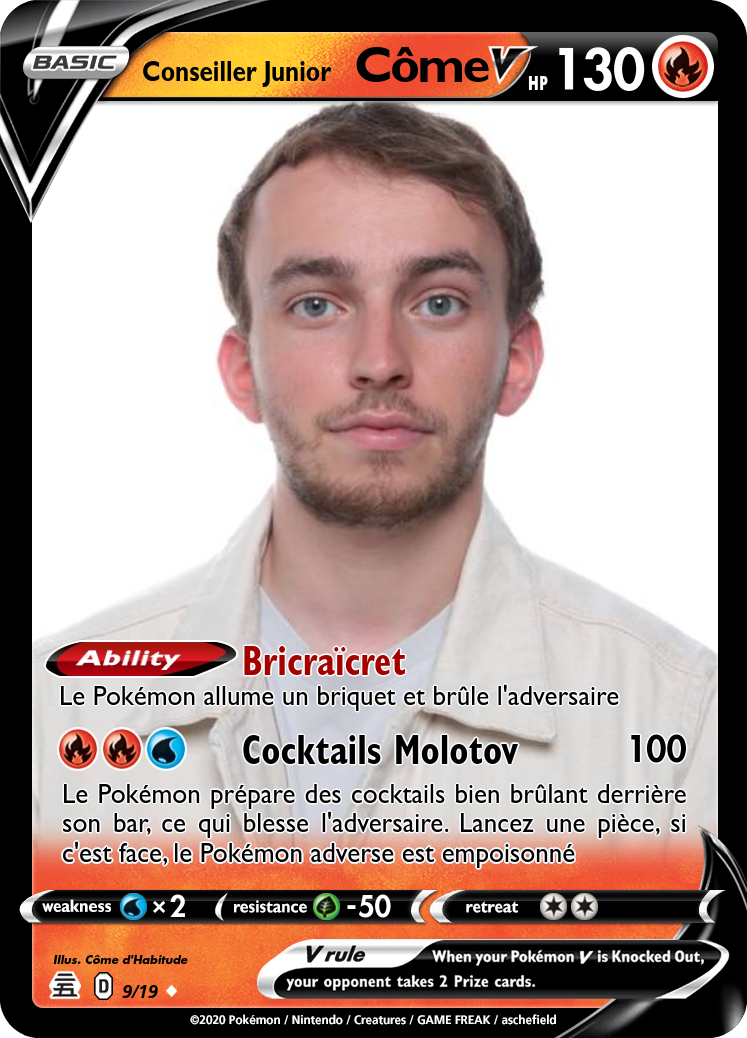 BASIC
Conseiller Junior Côme V HP 130
Ability Bricraïcret
Le Pokémon allume un briquet et brûle l'adversaire
Cocktails Molotov 100
Le Pokémon prépare des cocktails bien brûlant derrière
son bar, ce qui blesse l'adversaire. Lancez une pièce, si
c'est face, le Pokémon adverse est empoisonné
weakness ×2 resistance -50 retreat
Illus. Côme d'Habitude
V rule When your Pokémon V is Knocked Out,
your opponent takes 2 Prize cards.
D 9/19
©2020 Pokémon / Nintendo / Creatures / GAME FREAK / aschefield